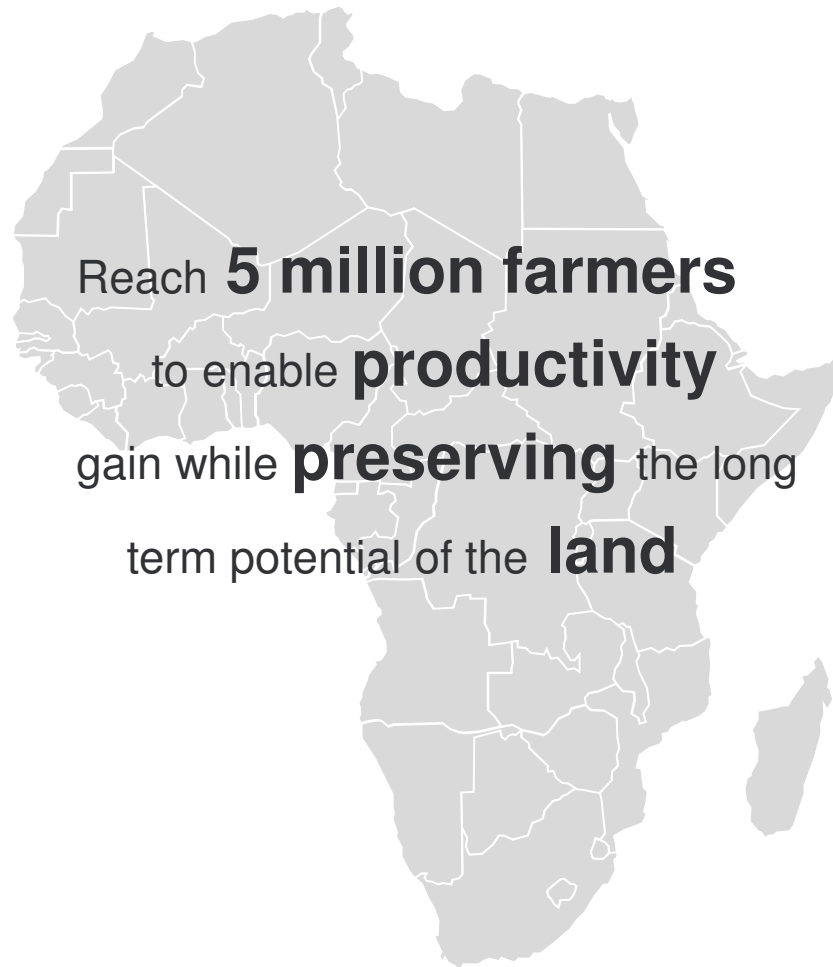 Reach 5 million farmers
to enable productivity
gain while preserving the long
term potential of the land